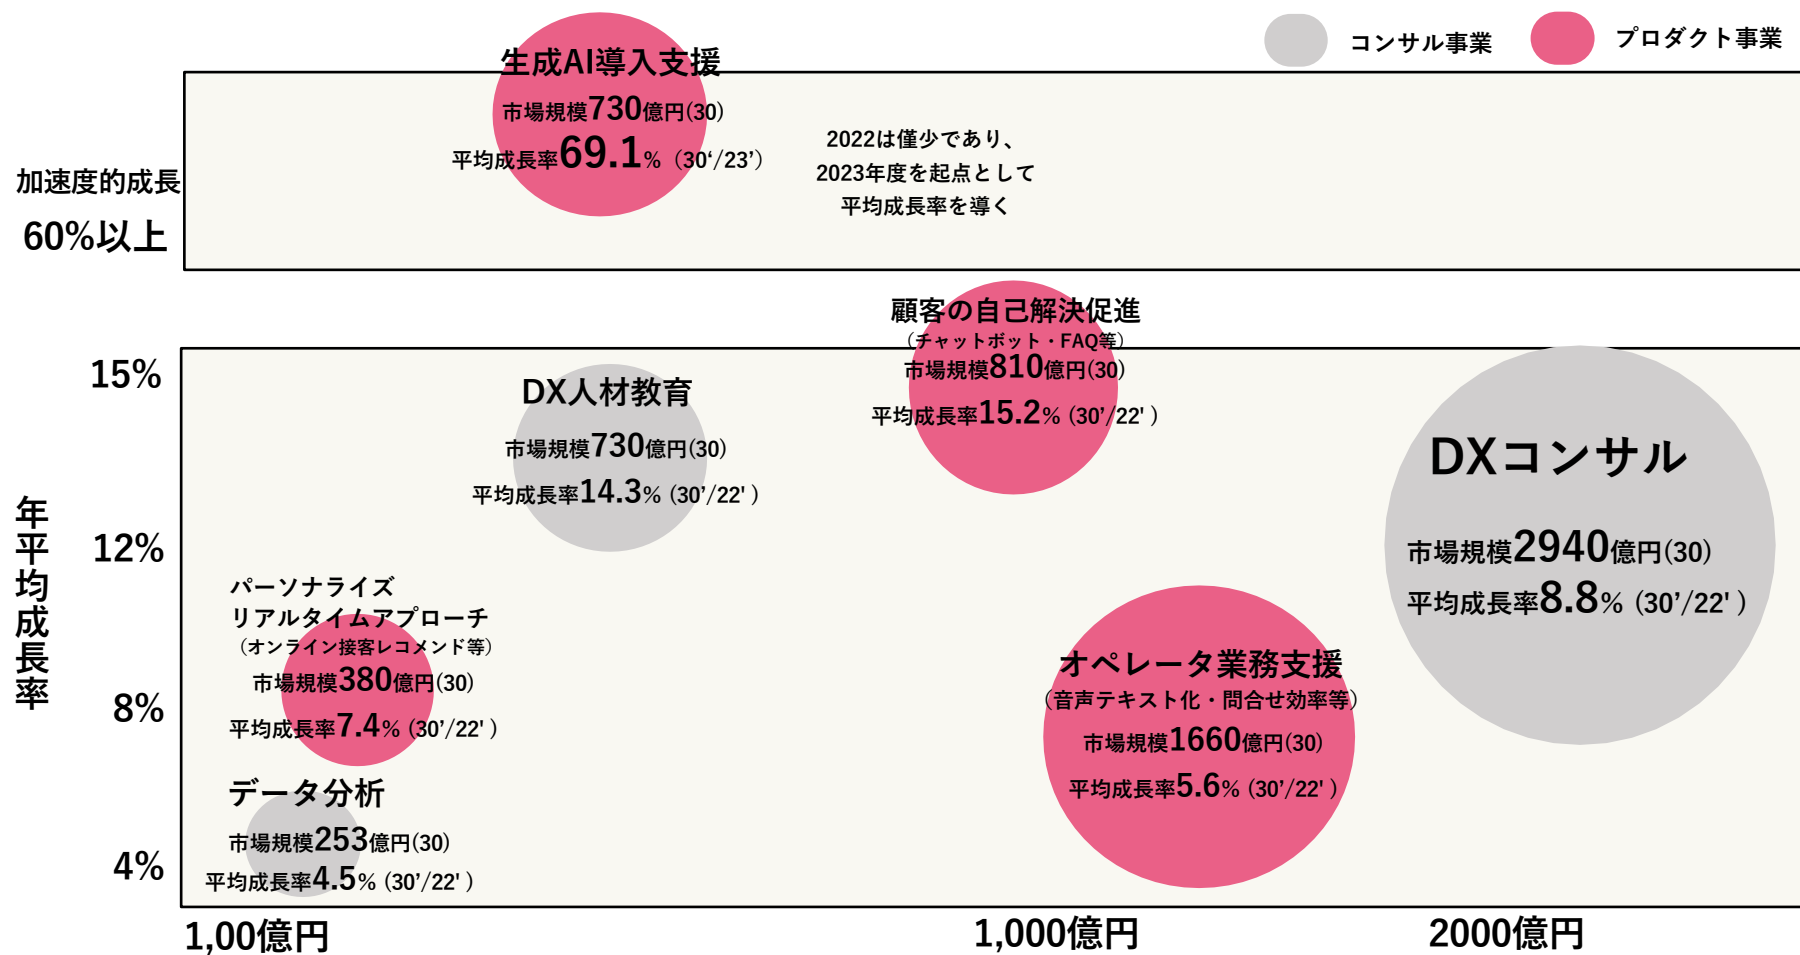 コンサル事業
プロダクト事業
生成AI導入支援
市場規模730億円(30)
平均成長率69.1%（30‘/23’）
2022は僅少であり、
2023年度を起点として
平均成長率を導く
加速度的成長
60%以上
顧客の自己解決促進
（チャットボット・FAQ等）
市場規模810億円(30)
平均成長率15.2% (30’/22' )
15%
DX人材教育
市場規模730億円(30)
平均成長率14.3% (30’/22' )
DXコンサル
市場規模2940億円(30)
平均成長率8.8% (30’/22' )
年平均成長率
12%
パーソナライズ
リアルタイムアプローチ
（オンライン接客レコメンド等）
市場規模380億円(30)
平均成長率7.4% (30’/22' )
オペレータ業務支援
（音声テキスト化・問合せ効率等）
市場規模1660億円(30)
平均成長率5.6% (30’/22' )
8%
データ分析
市場規模253億円(30)
平均成長率4.5% (30’/22' )
4%
1,00億円
1,000億円
2000億円